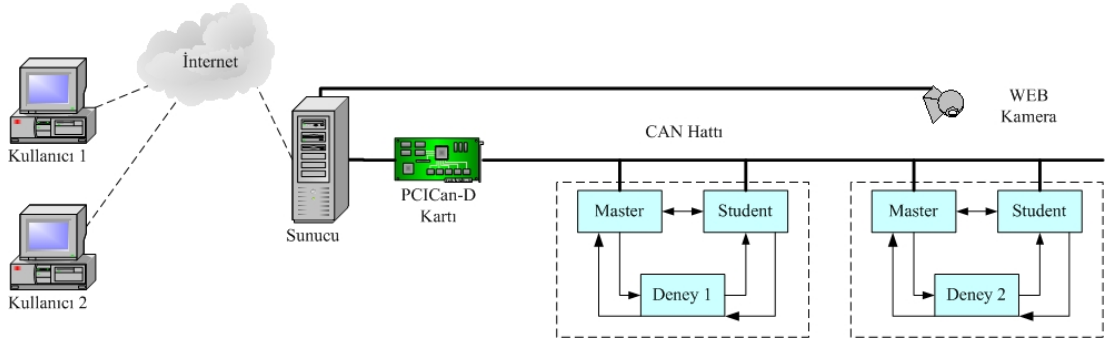 İnternet
Kullanıcı 1
Kullanıcı 2
Sunucu
PCICan-D
Kartı
CAN Hattı
WEB
Kamera
Master
Student
Deney 1
Master
Student
Deney 2